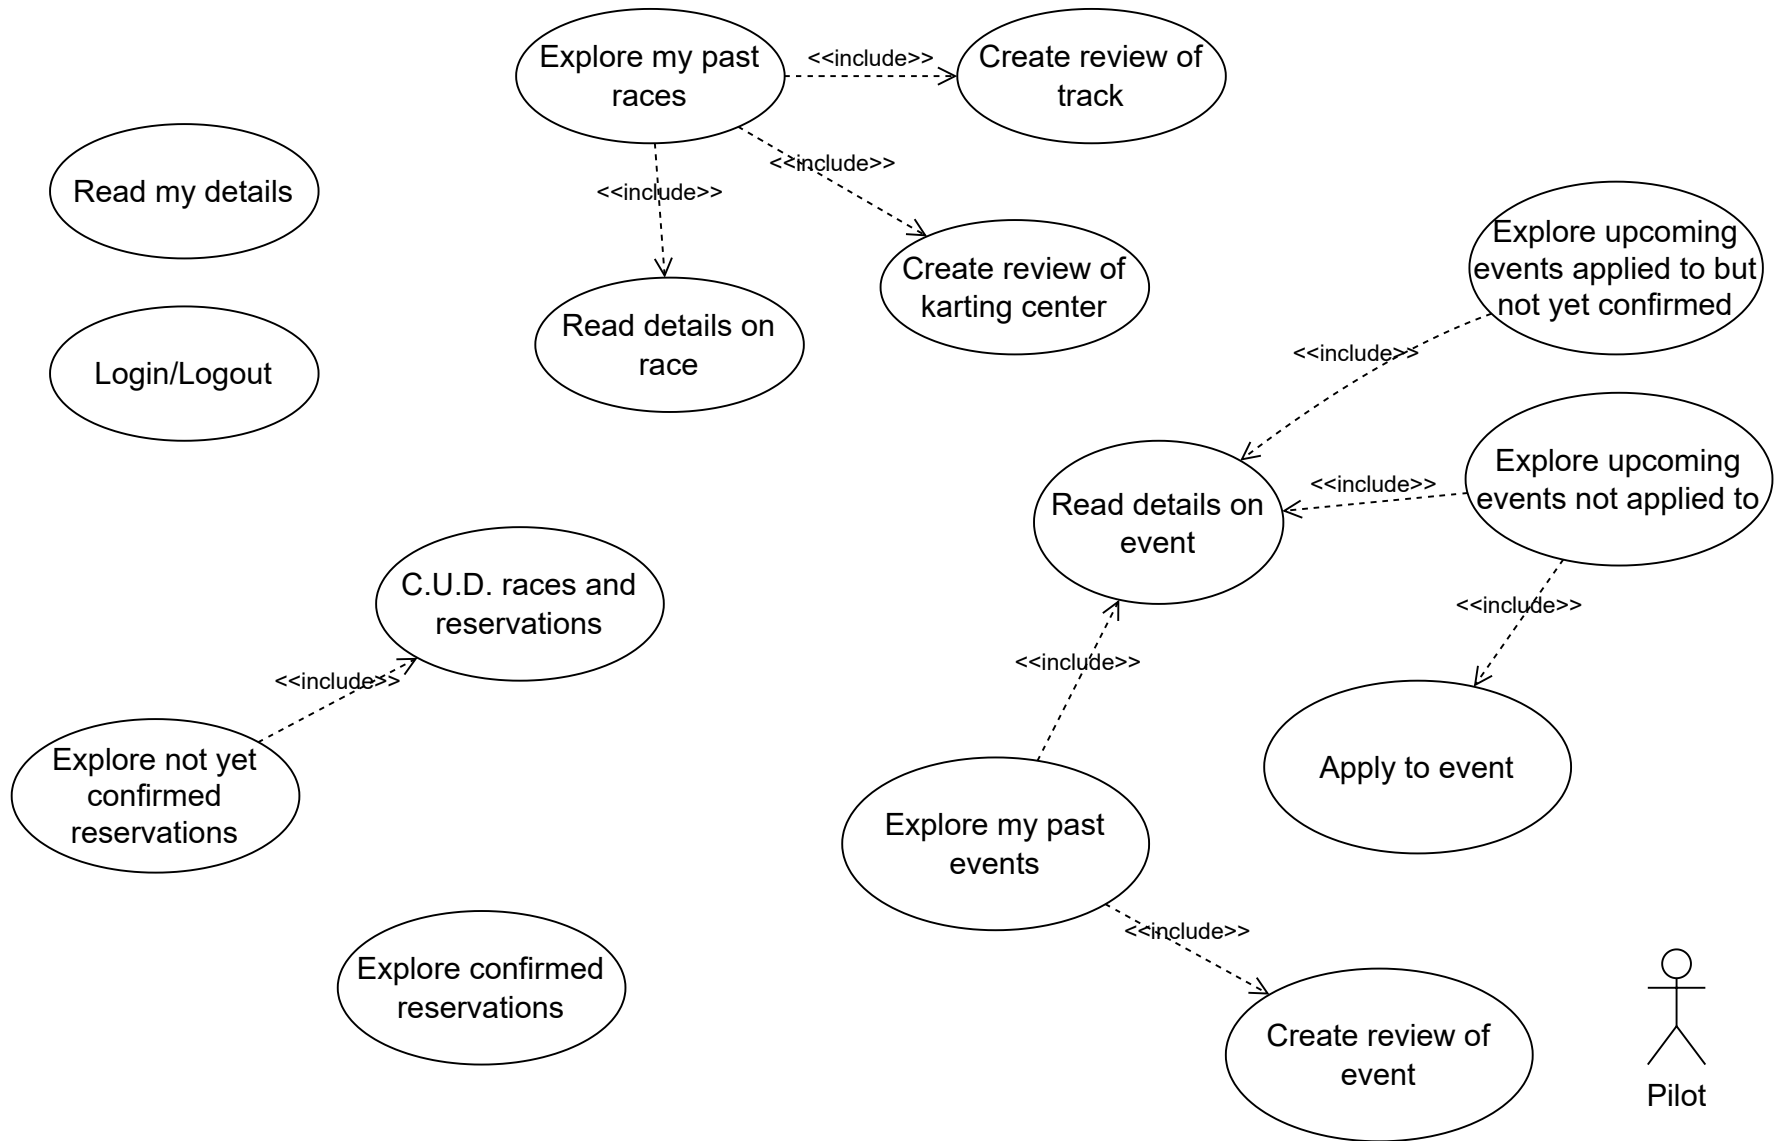 Explore my past
races
<<include>>
Create review of
track
Read my details
<<include>>
<<include>>
Create review of
karting center
Read details on
race
Login/Logout
Explore upcoming
events applied to but
not yet confirmed
<<include>>
Explore upcoming
events not applied to
<<include>>
Read details on
event
<<include>>
C.U.D. races and
reservations
<<include>>
<<include>>
Explore not yet
confirmed
reservations
Apply to event
Explore my past
events
<<include>>
Explore confirmed
reservations
Create review of
event
Pilot